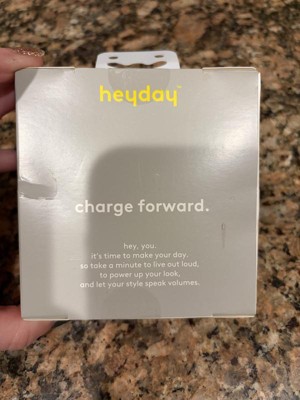 heyday™
charge forward.
hey, you.
it's time to make your day.
so take a minute to live out loud,
to power up your look,
and let your style speak volumes.